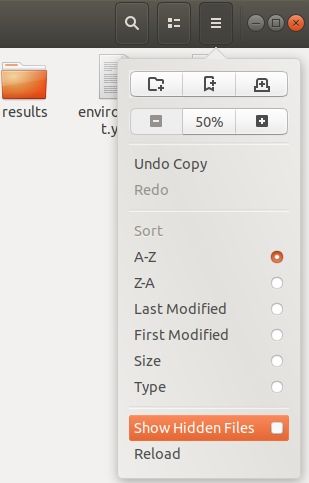 results
enviro
t.y
50%
Undo Copy
Redo
Sort
A-Z
Z-A
Last Modified
First Modified
Size
Type
Show Hidden Files
Reload